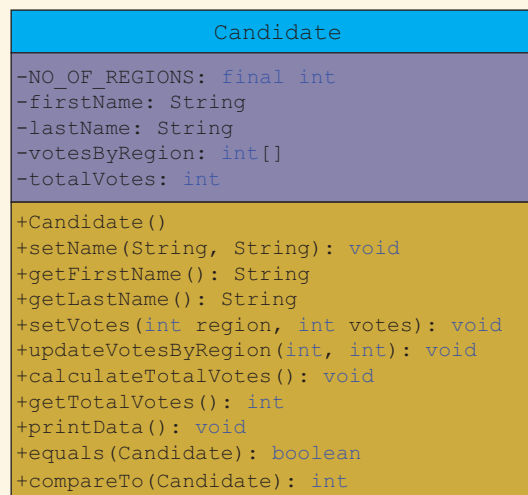 Candidate
-NO_OF_REGIONS: final int
-firstName: String
-lastName: String
-votesByRegion: int[]
-totalVotes: int
+Candidate()
+setName(String, String): void
+getFirstName(): String
+getLastName(): String
+setVotes(int region, int votes): void
+updateVotesByRegion(int, int): void
+calculateTotalVotes(): void
+getTotalVotes(): int
+printData(): void
+equals(Candidate): boolean
+compareTo(Candidate): int